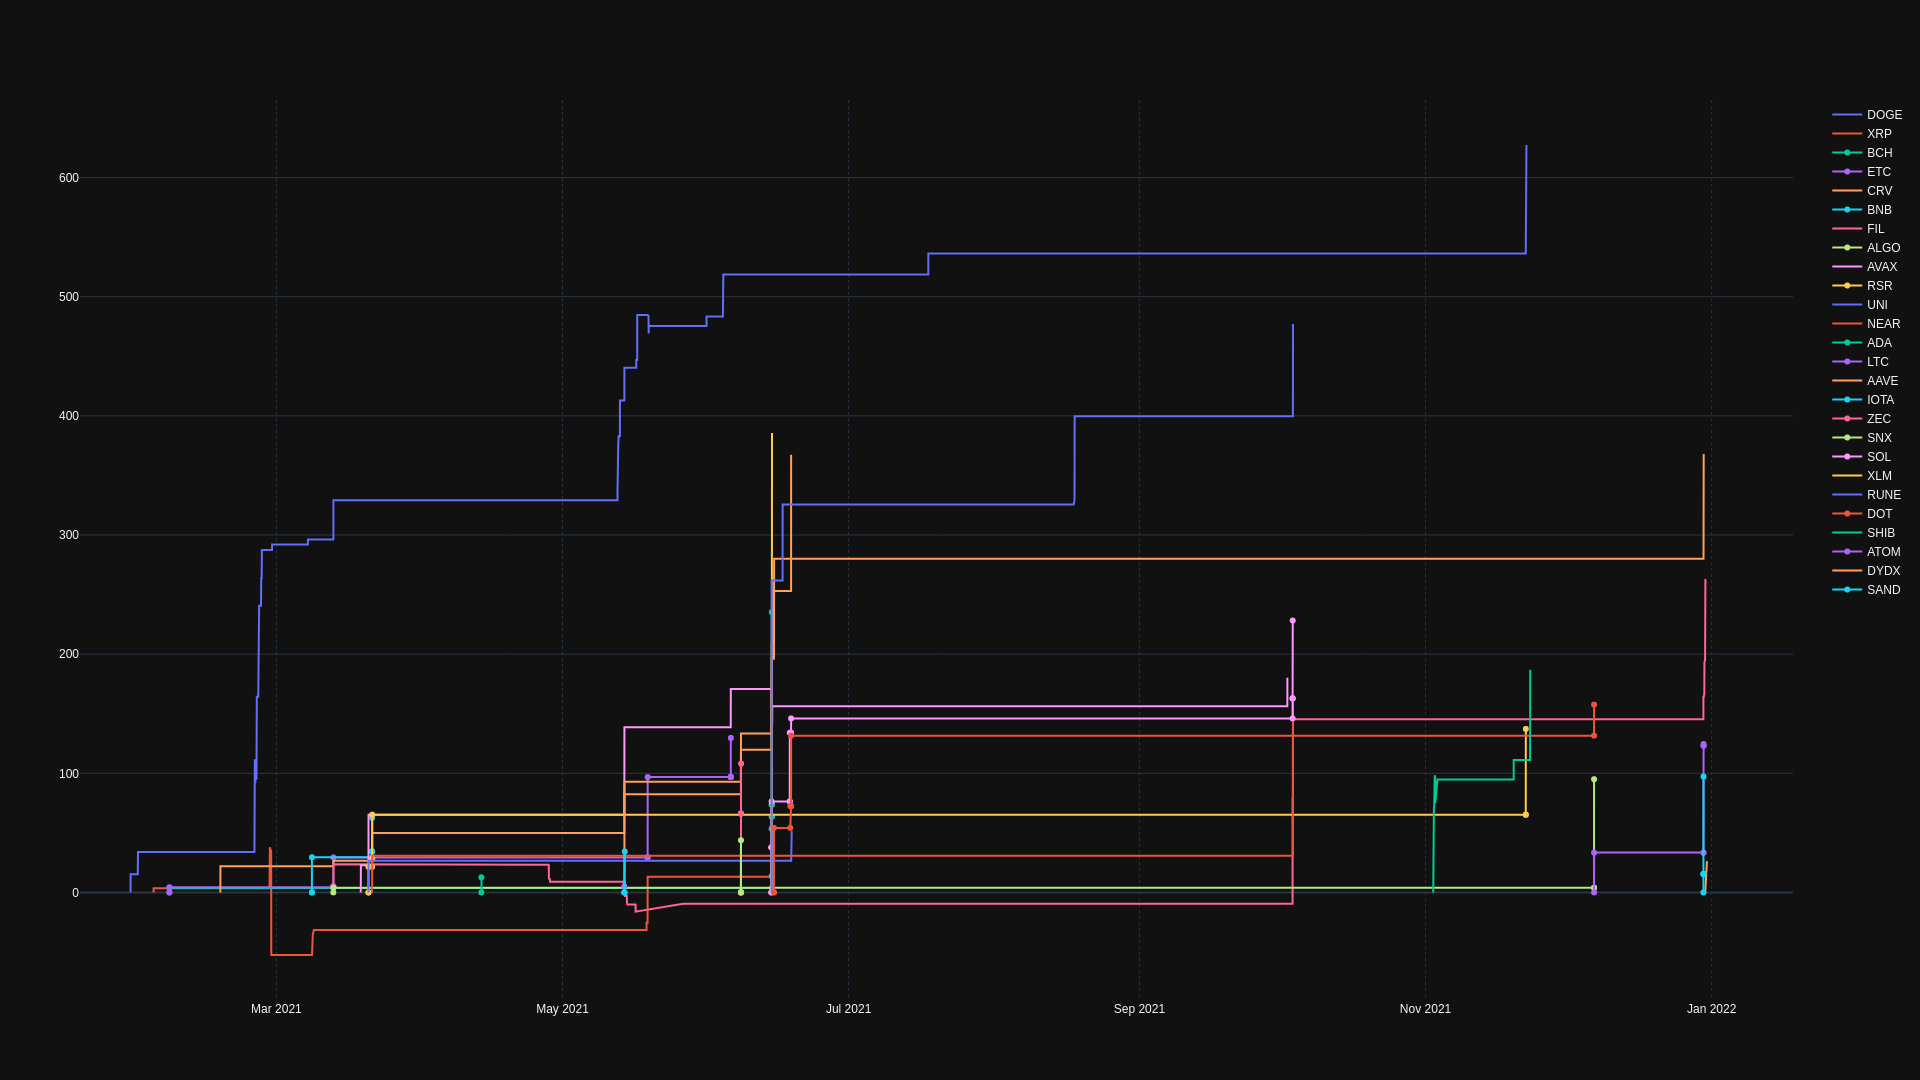 600
500
400
300
200
100
0
Mar 2021
May 2021
Jul 2021
Sep 2021
Nov 2021
Jan 2022
DOGE
XRP
BCH
ETC
CRV
BNB
FIL
ALGO
AVAX
RSR
UNI
NEAR
ADA
LTC
AAVE
IOTA
ZEC
SNX
SOL
XLM
RUNE
DOT
SHIB
ATOM
DYDX
SAND